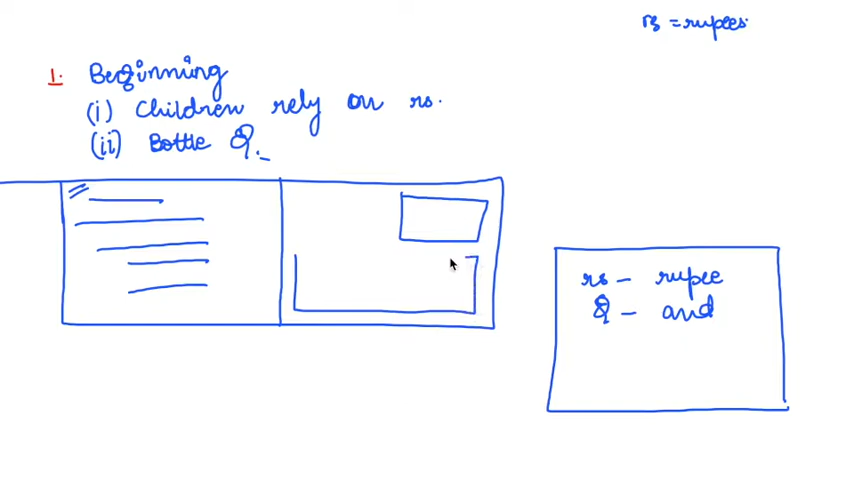 rs = rupees.
1. Beginning
(i) Children rely on rs.
(ii) Bottle &.
rs - rupee
& - and